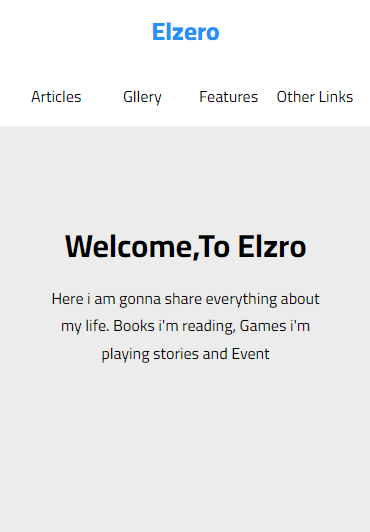 Elzero
Articles Gllery Features Other Links
Welcome,To Elzro
Here i am gonna share everything about
my life. Books i'm reading, Games i'm
playing stories and Event